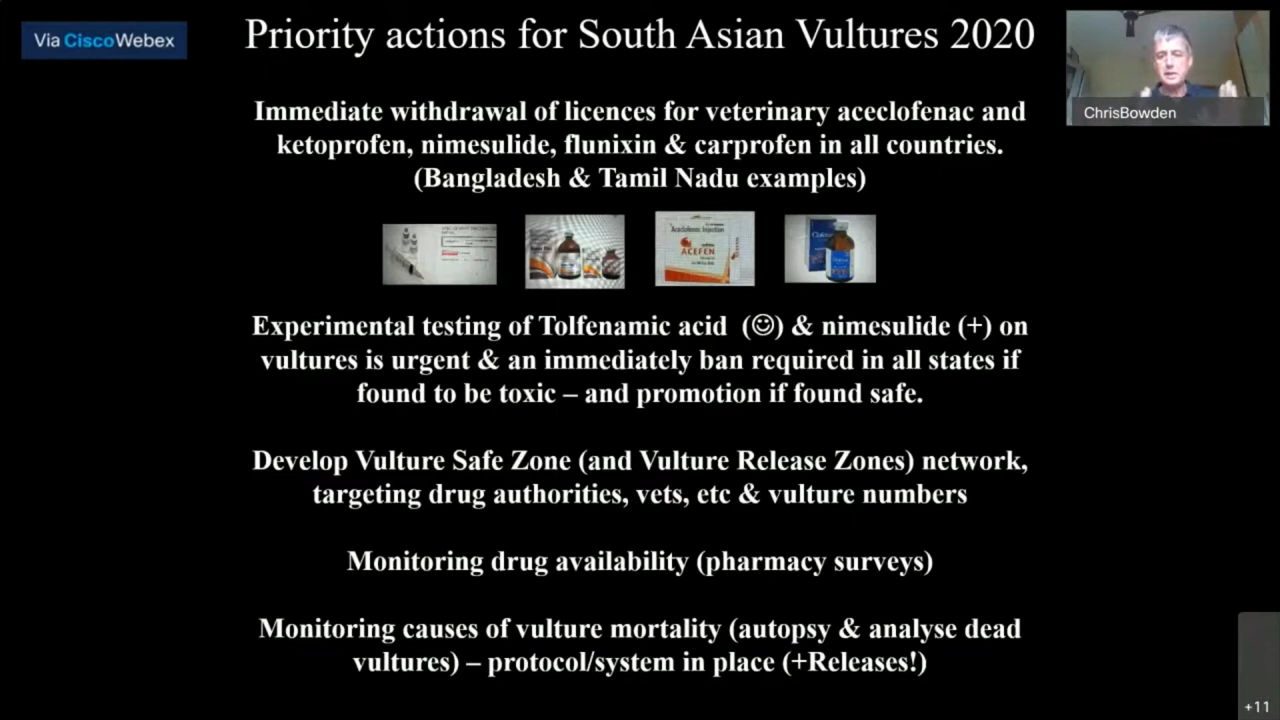 Via CiscoWebex
Priority actions for South Asian Vultures 2020
ChrisBowden
Immediate withdrawal of licences for veterinary aceclofenac and
ketoprofen, nimesulide, flunixin & carprofen in all countries.
(Bangladesh & Tamil Nadu examples)
Aceclofenac Injection
ACEFEN
Experimental testing of Tolfenamic acid (☺) & nimesulide (+) on
vultures is urgent & an immediately ban required in all states if
found to be toxic – and promotion if found safe.
Develop Vulture Safe Zone (and Vulture Release Zones) network,
targeting drug authorities, vets, etc & vulture numbers
Monitoring drug availability (pharmacy surveys)
Monitoring causes of vulture mortality (autopsy & analyse dead
vultures) – protocol/system in place (+Releases!)
+11